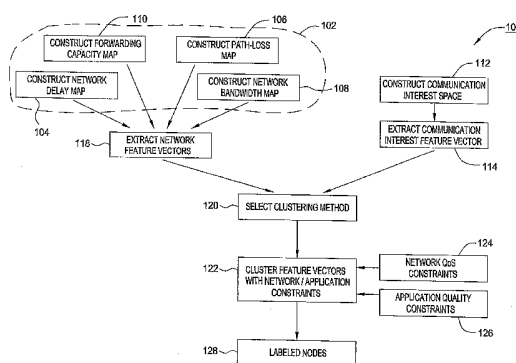 110
106
102
10
CONSTRUCT FORWARDING
CAPACITY MAP
CONSTRUCT PATH-LOSS
MAP
112
CONSTRUCT NETWORK
DELAY MAP
CONSTRUCT NETWORK
BANDWIDTH MAP
108
CONSTRUCT COMMUNICATION
INTEREST SPACE
104
118
EXTRACT NETWORK
FEATURE VECTORS
EXTRACT COMMUNICATION
INTEREST FEATURE VECTOR
114
120
SELECT CLUSTERING METHOD
124
122
CLUSTER FEATURE VECTORS
WITH NETWORK / APPLICATION
CONSTRAINTS
NETWORK QoS
CONSTRAINTS
APPLICATION QUALITY
CONSTRAINTS
126
128
LABELED NODES